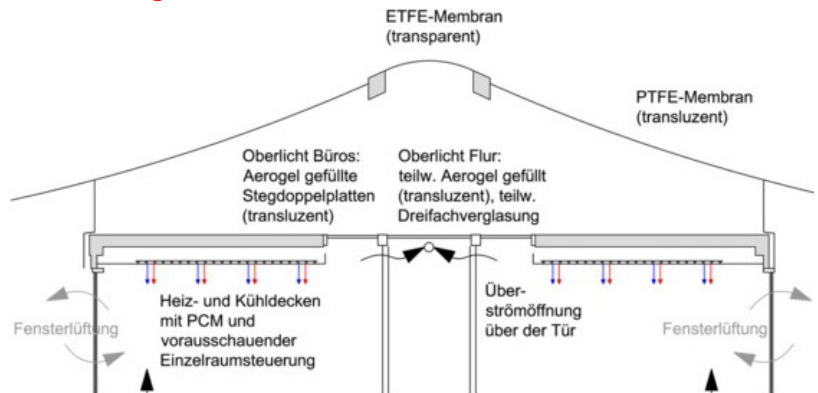 ETFE-Membran
(transparent)
PTFE-Membran
(transluzent)
Oberlicht Büros:
Aerogel gefüllte
Stegdoppelplatten
(transluzent)
Oberlicht Flur:
teilw. Aerogel gefüllt
(transluzent), teilw.
Dreifachverglasung
Fensterlüftung
Heiz- und Kühldecken
mit PCM und
vorausschauender
Einzelraumsteuerung
Über-
strömöffnung
über der Tür
Fensterlüftung